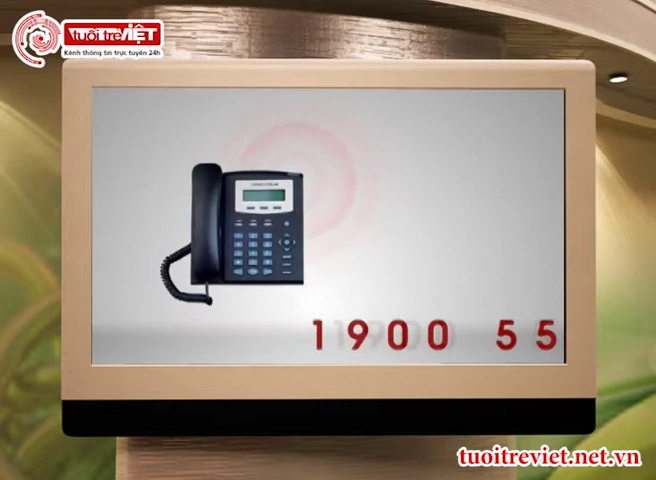 tuổi trẻ VIỆT
Kênh thông tin trực tuyến 24h
1900 55
tuoitreviet.net.vn